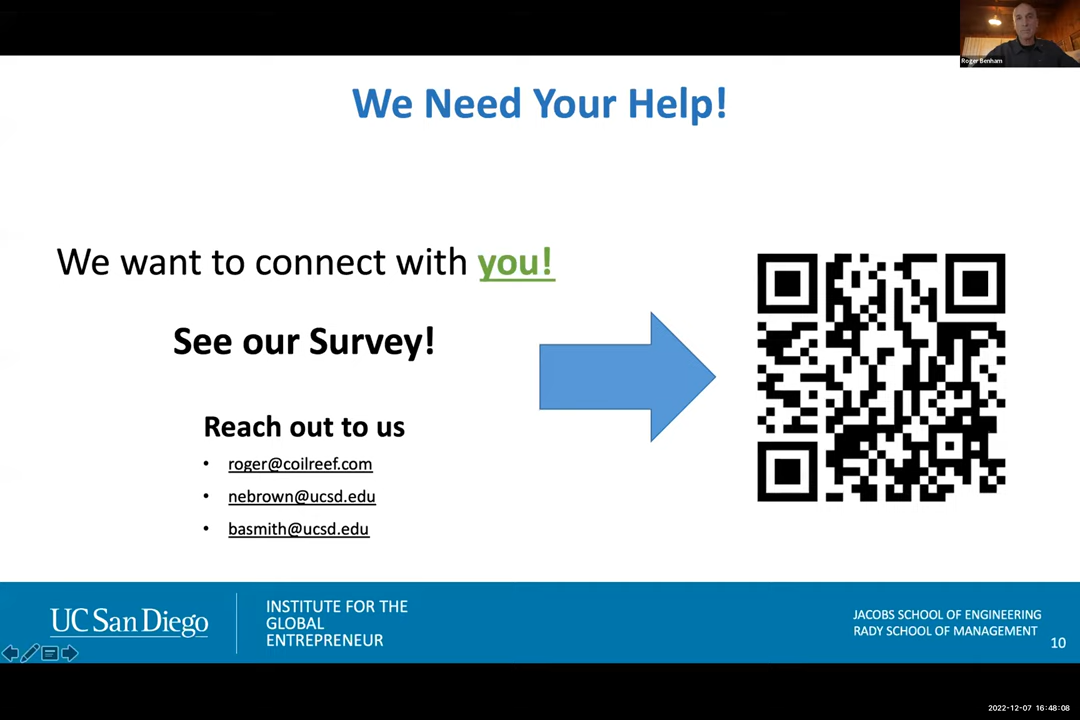 Roger Benham
We Need Your Help!
We want to connect with you!
See our Survey!
Reach out to us
• roger@coilreef.com
• nebrown@ucsd.edu
• basmith@ucsd.edu
UC San Diego
INSTITUTE FOR THE
GLOBAL
ENTREPRENEUR
JACOBS SCHOOL OF ENGINEERING
RADY SCHOOL OF MANAGEMENT
10
2022-12-07 16:48:08